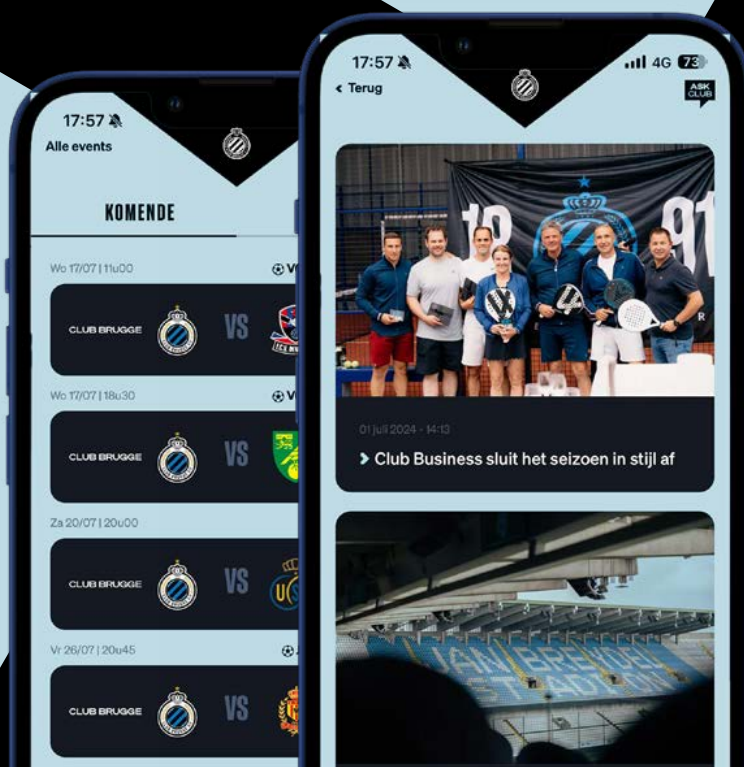 17:57
Alle events
KOMENDE
Wo 17/07 | 11u00
CLUB BRUGGE
VS
Wo 17/07 | 18u30
CLUB BRUGGE
VS
Za 20/07 | 20u00
CLUB BRUGGE
VS
Vr 26/07 | 20u45
CLUB BRUGGE
VS
17:57
4G 73
Terug
ASK
CLUB
18 91
01 juli 2024 - 14:13
Club Business sluit het seizoen in stijl af
JAN BREYDEL
STADION